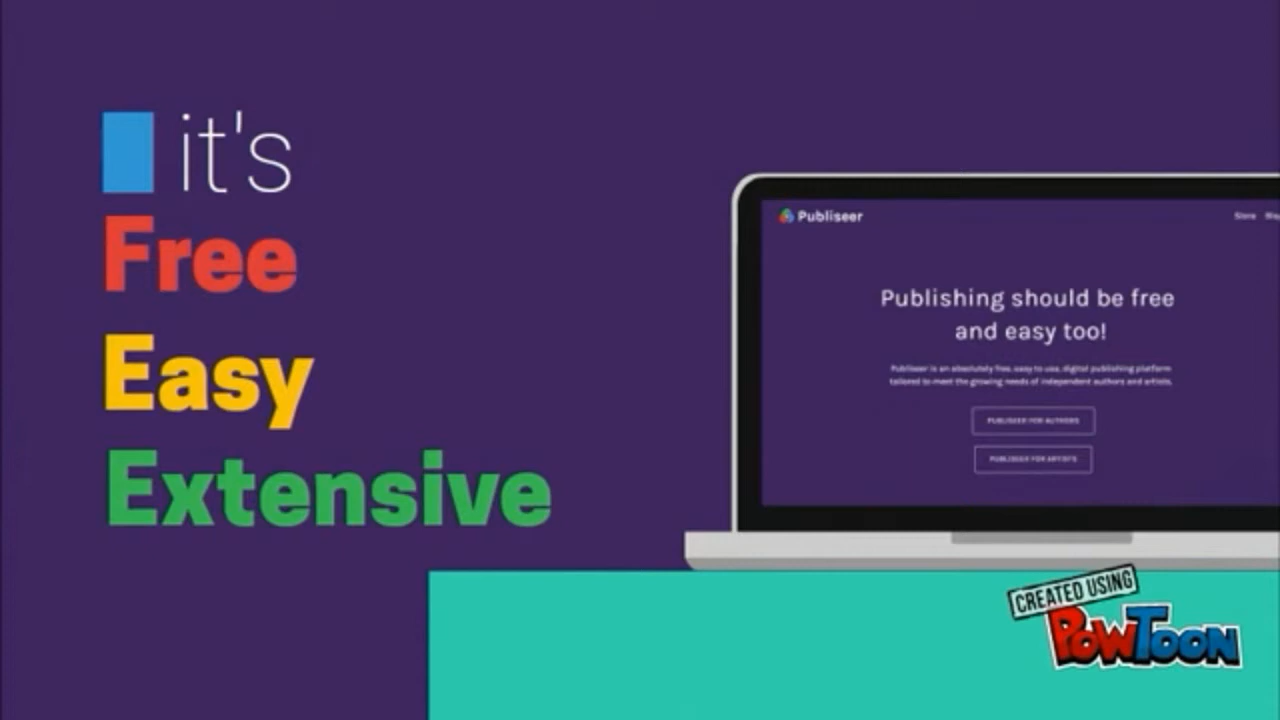 it's
Free
Easy
Extensive
Publiseer
Store
Publishing should be free
and easy too!
Publiseer is an absolutely free, easy to use, digital publishing platform
tailored to meet the growing needs of independent authors and artists.
PUBLISEER FOR AUTHORS
PUBLISEER FOR ARTISTS
CREATED USING
POWTOON